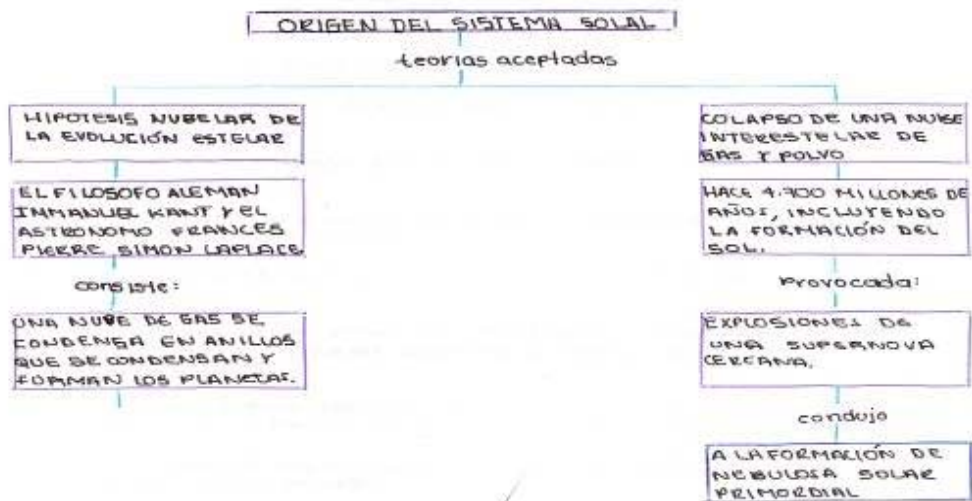 ORIGEN DEL SISTEMA SOLAL
teorías aceptadas
HIPOTESIS NUBELAR DE
LA EVOLUCIÓN ESTELAR
EL FILOSOFO ALEMAN
INMANUEL KANT Y EL
ASTRONOMO FRANCES
PIERRE SIMON LAPLACE.
consiste:
UNA NUBE DE GAS SE
CONDENSA EN ANILLOS
QUE SE CONDENSAN Y
FORMAN LOS PLANETAS.
COLAPSO DE UNA NUBE
INTERESTELAR DE
GAS Y POLVO
HACE 4.700 MILLONES DE
AÑOS, INCLUYENDO
LA FORMACIÓN DEL
SOL.
Provocada:
EXPLOSIONES DE
UNA SUPERNOVA
CERCANA.
condujo
A LA FORMACIÓN DE
NEBULOSA SOLAR
PRIMORDIAL